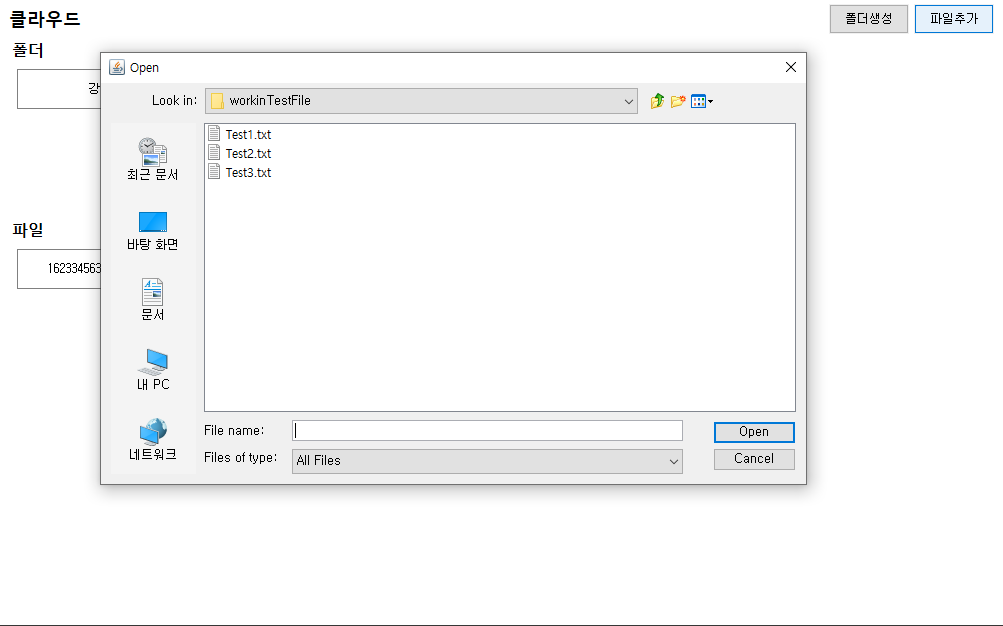 클라우드
폴더생성
파일추가
폴더
강
파일
162334563
Open
Look in:
workinTestFile
최근 문서
바탕 화면
문서
내 PC
네트워크
Test1.txt
Test2.txt
Test3.txt
File name:
Open
Files of type:
All Files
Cancel